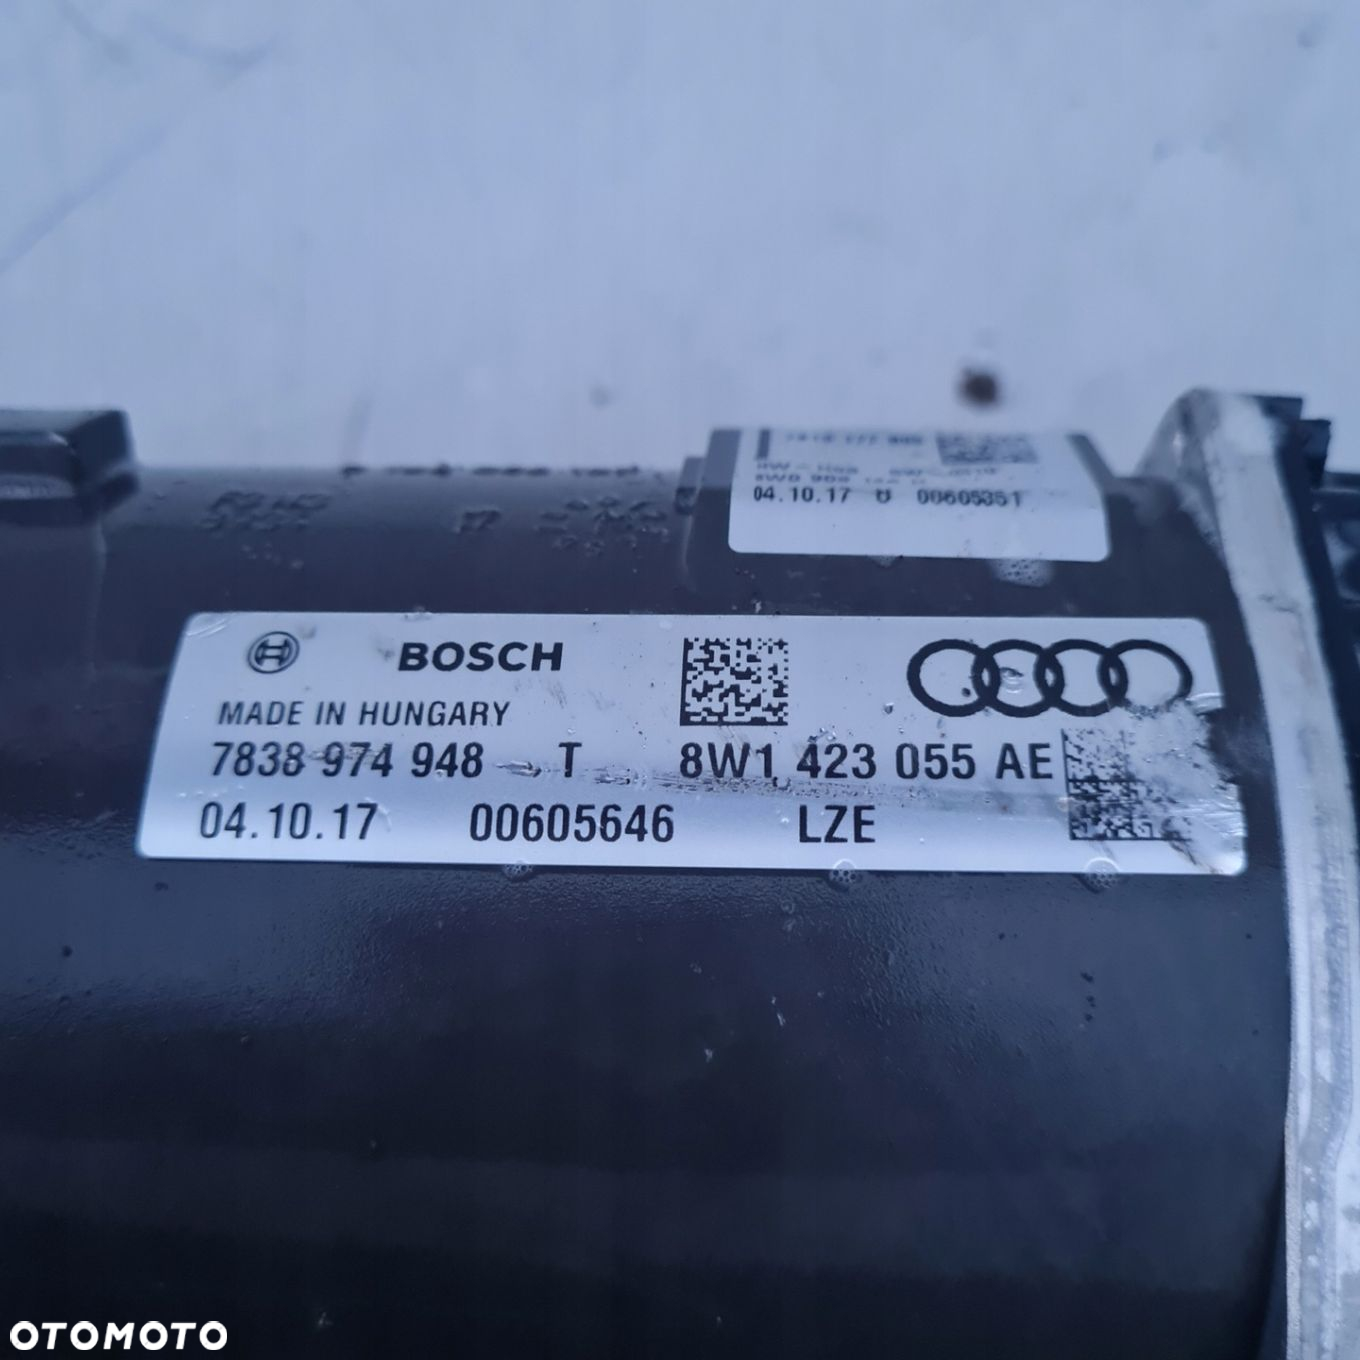 04.10.17 00605351
BOSCH
MADE IN HUNGARY
7838 974 948 T 8W1 423 055 AE
04.10.17 00605646 LZE
OTOMOTO